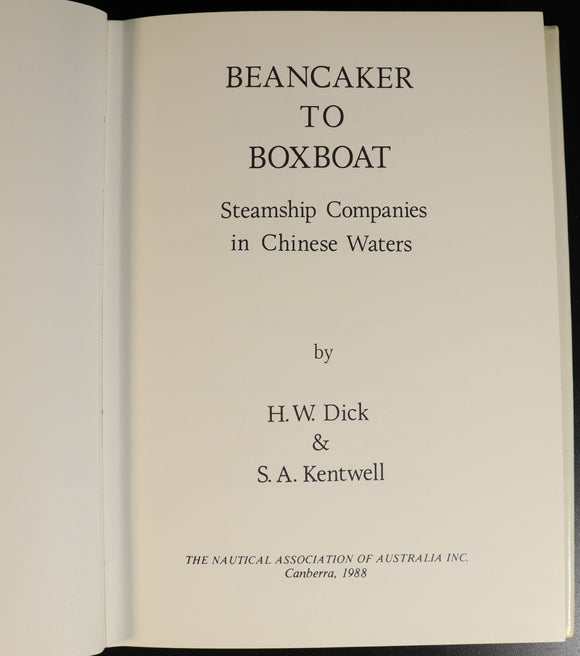 BEANCAKER
TO
BOXBOAT
Steamship Companies
in Chinese Waters
by
H.W. Dick
&
S.A. Kentwell
THE NAUTICAL ASSOCIATION OF AUSTRALIA INC.
Canberra, 1988